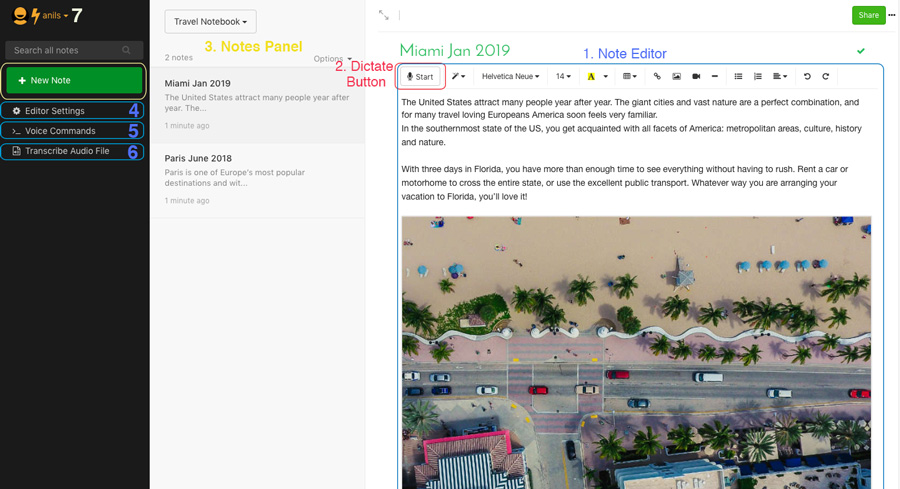 anils 7
Search all notes
+ New Note
Editor Settings 4
Voice Commands 5
Transcribe Audio File 6
Travel Notebook
3. Notes Panel
2 notes
Options
Miami Jan 2019
The United States attract many people year after
year. The...
1 minute ago
Paris June 2018
Paris is one of Europe's most popular
destinations and wit...
1 minute ago
Share
Miami Jan 2019
1. Note Editor
2. Dictate
Button
Start
Helvetica Neue
14
A
The United States attract many people year after year. The giant cities and vast nature are a perfect combination, and
for many travel loving Europeans America soon feels very familiar.
In the southernmost state of the US, you get acquainted with all facets of America: metropolitan areas, culture, history
and nature.
With three days in Florida, you have more than enough time to see everything without having to rush. Rent a car or
motorhome to cross the entire state, or use the excellent public transport. Whatever way you are arranging your
vacation to Florida, you'll love it!